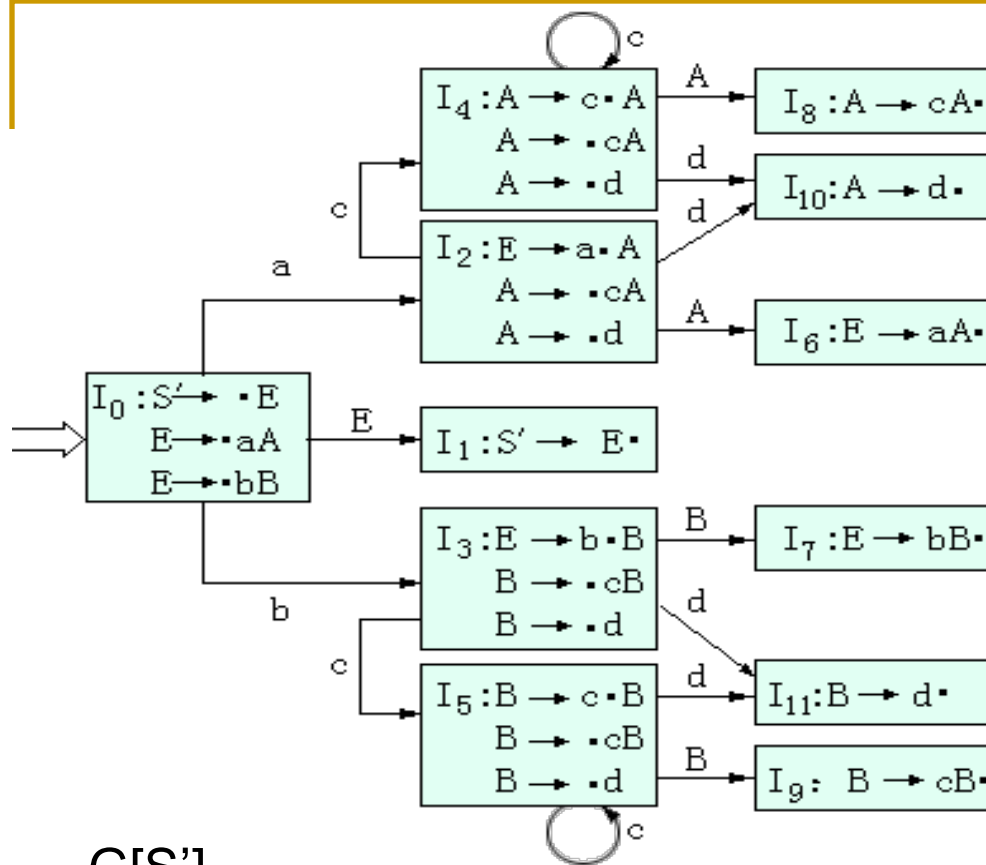 c
I4 :A → c·A
A → ·cA
A → ·d
A
I8 :A → cA·
d
I10:A → d·
d
c
I2 :E → a·A
A → ·cA
A → ·d
A
I6 :E → aA·
a
I0 :S′→ ·E
E→·aA
E→·bB
E
I1 :S′ → E·
b
I3 :E → b·B
B → ·cB
B → ·d
B
I7 :E → bB·
d
c
I5 :B → c·B
B → ·cB
B → ·d
d
I11:B → d·
B
I9: B → cB·
c
G[S’]